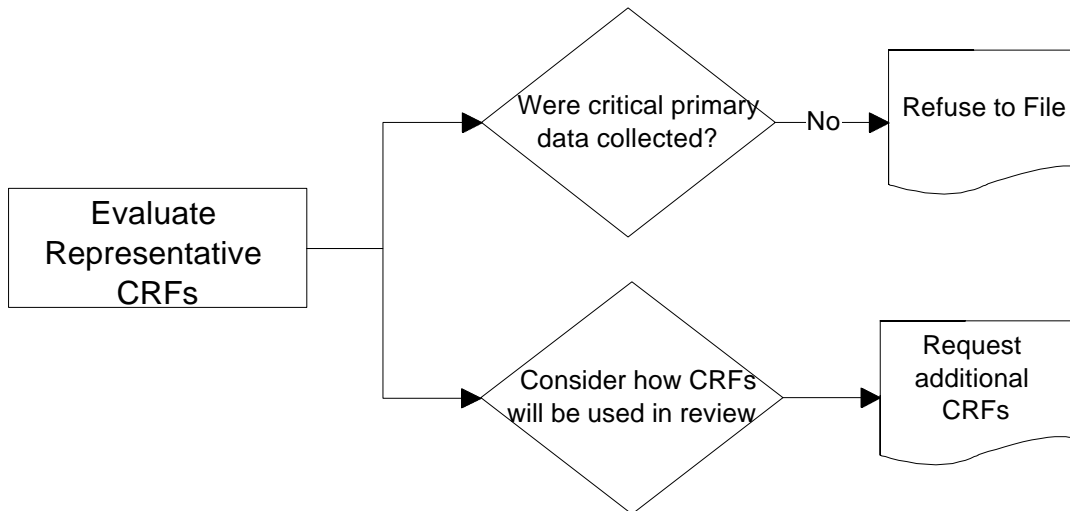 Evaluate
Representative
CRFs
Were critical primary
data collected?
No
Refuse to File
Consider how CRFs
will be used in review
Request
additional
CRFs